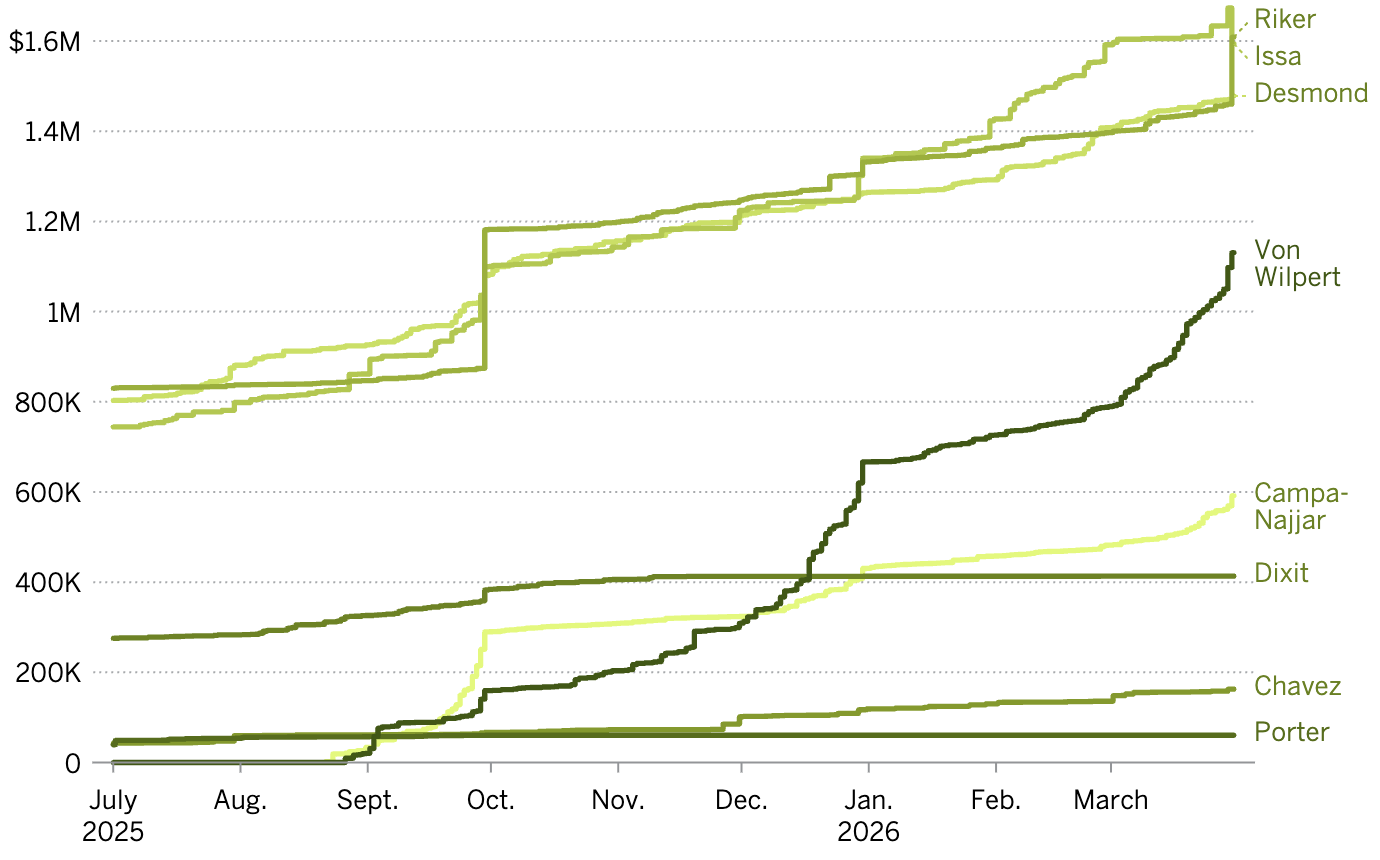 $1.6M
1.4M
1.2M
1M
800K
600K
400K
200K
0
Riker
Issa
Desmond
Von
Wilpert
Campa-
Najjar
Dixit
Chavez
Porter
July Aug. Sept. Oct. Nov. Dec. Jan. Feb. March
2025 2026